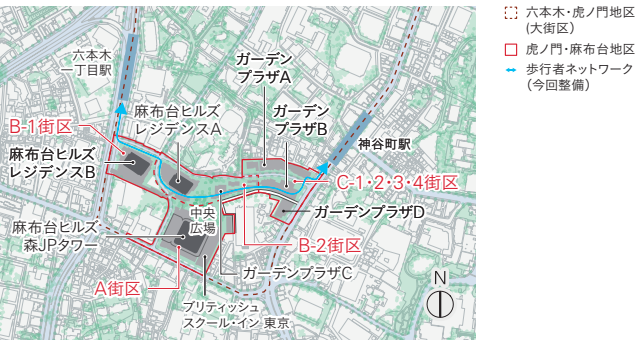 六本木
一丁目駅
ガーデン
プラザA
麻布台ヒルズ
レジデンスA
ガーデン
プラザB
B-1街区
麻布台ヒルズ
レジデンスB
神谷町駅
C-1・2・3・4街区
中央
広場
ガーデンプラザD
麻布台ヒルズ
森JPタワー
B-2街区
ガーデンプラザC
A街区
ブリティッシュ
スクール・イン 東京
N
六本木・虎ノ門地区
(大街区)
虎ノ門・麻布台地区
歩行者ネットワーク
(今回整備)